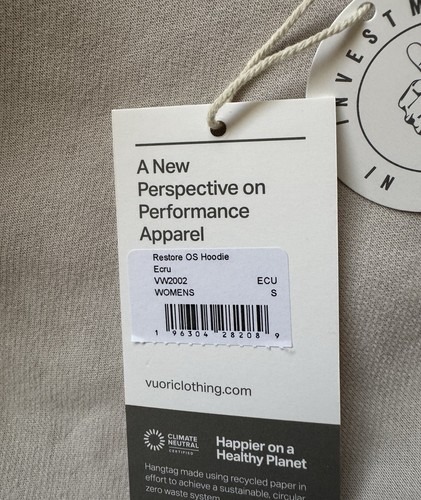 INVEST
IN
A New
Perspective on
Performance
Apparel
Restore OS Hoodie
Ecru
VW2002 ECU
WOMENS S
1 96304 28208 9
vuoriclothing.com
CLIMATE
NEUTRAL
CERTIFIED
Happier on a
Healthy Planet
Hangtag made using recycled paper in
effort to achieve a sustainable, circular
zero waste system